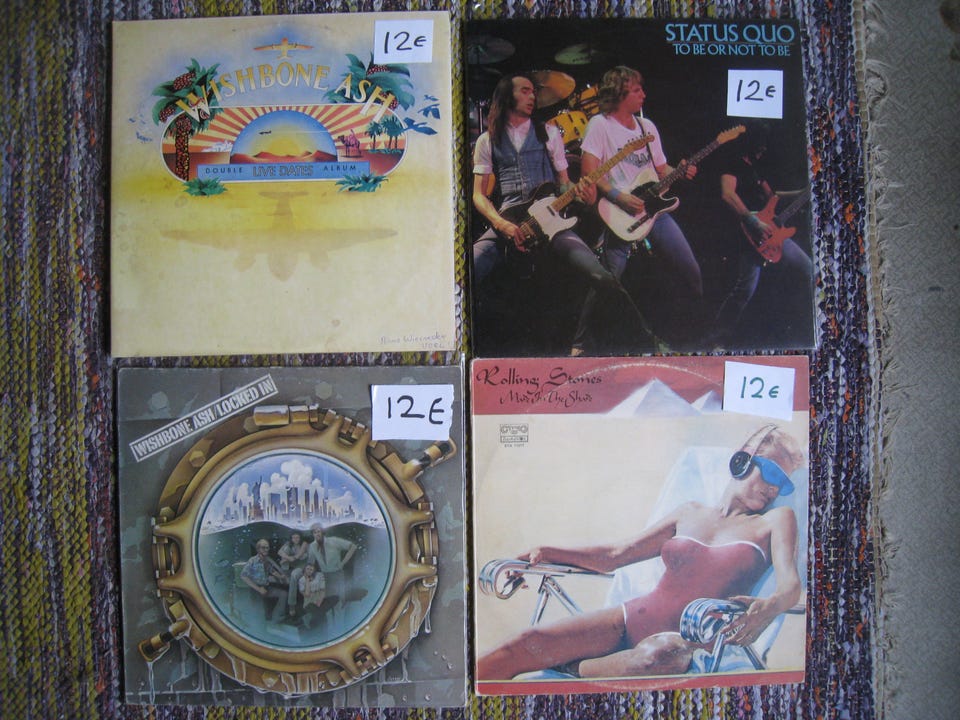 12€
WISHBONE ASH
DOUBLE LIVE DATES ALBUM
STATUS QUO
TO BE OR NOT TO BE
12€
WISHBONE ASH/LOCKED IN
12€
Rolling Stones
Made In The Shade
12€